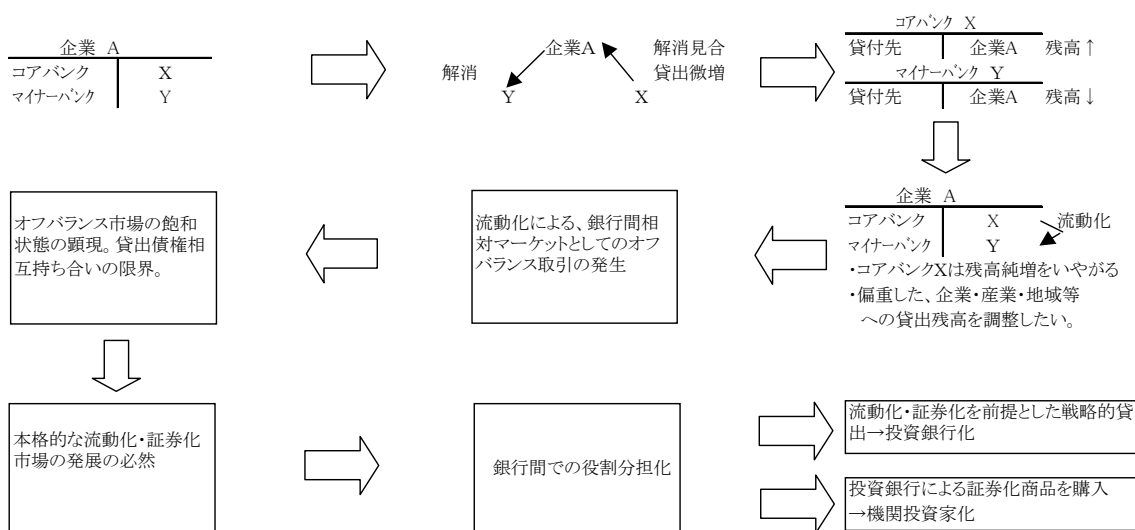 企業 A
コアバンク X
マイナーバンク Y
企業A
解消
解消見合
貸出微増
Y X
コアバンク X
貸付先 企業A 残高↑
マイナーバンク Y
貸付先 企業A 残高↓
企業 A
コアバンク X 流動化
マイナーバンク Y
・コアバンクXは残高純増をいやがる
・偏重した、企業・産業・地域等
への貸出残高を調整したい。
流動化による、銀行間相
対マーケットとしてのオフ
バランス取引の発生
オフバランス市場の飽和
状態の顕現。貸出債権相
互持ち合いの限界。
本格的な流動化・証券化
市場の発展の必然
銀行間での役割分担化
流動化・証券化を前提とした戦略的貸
出→投資銀行化
投資銀行による証券化商品を購入
→機関投資家化